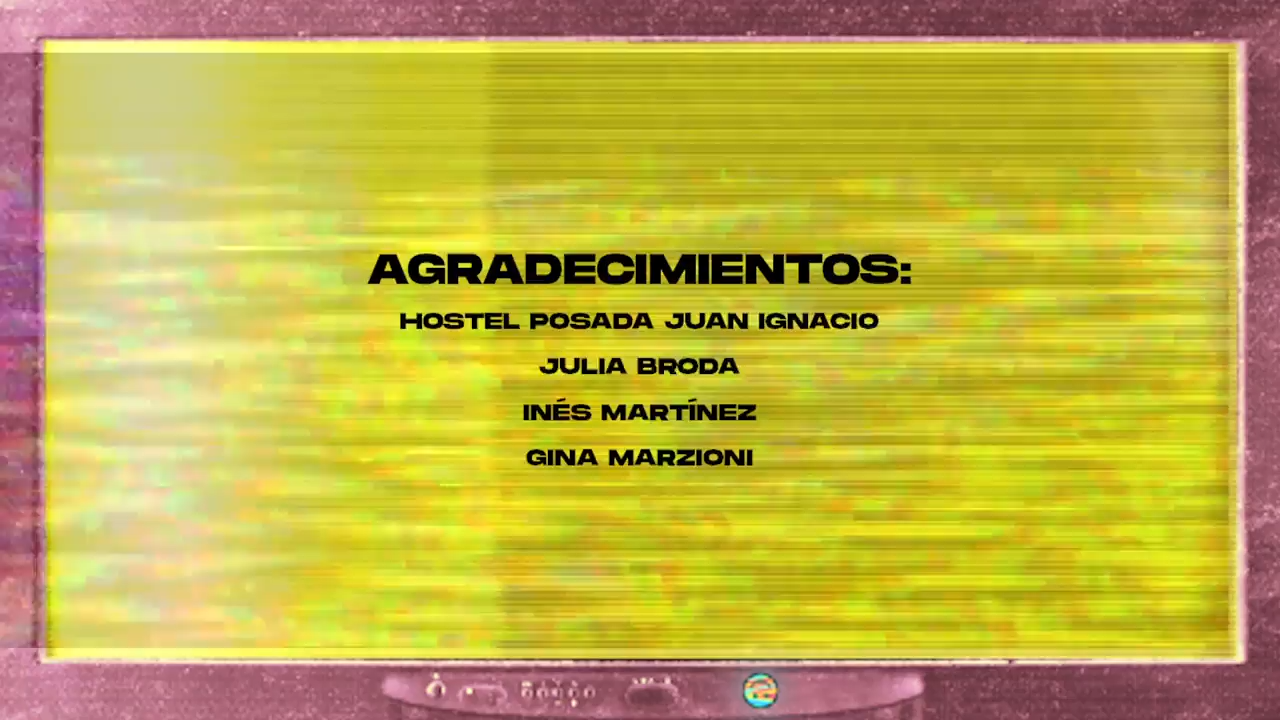 AGRADECIMIENTOS:
HOSTEL POSADA JUAN IGNACIO
JULIA BRODA
INÉS MARTÍNEZ
GINA MARZIONI